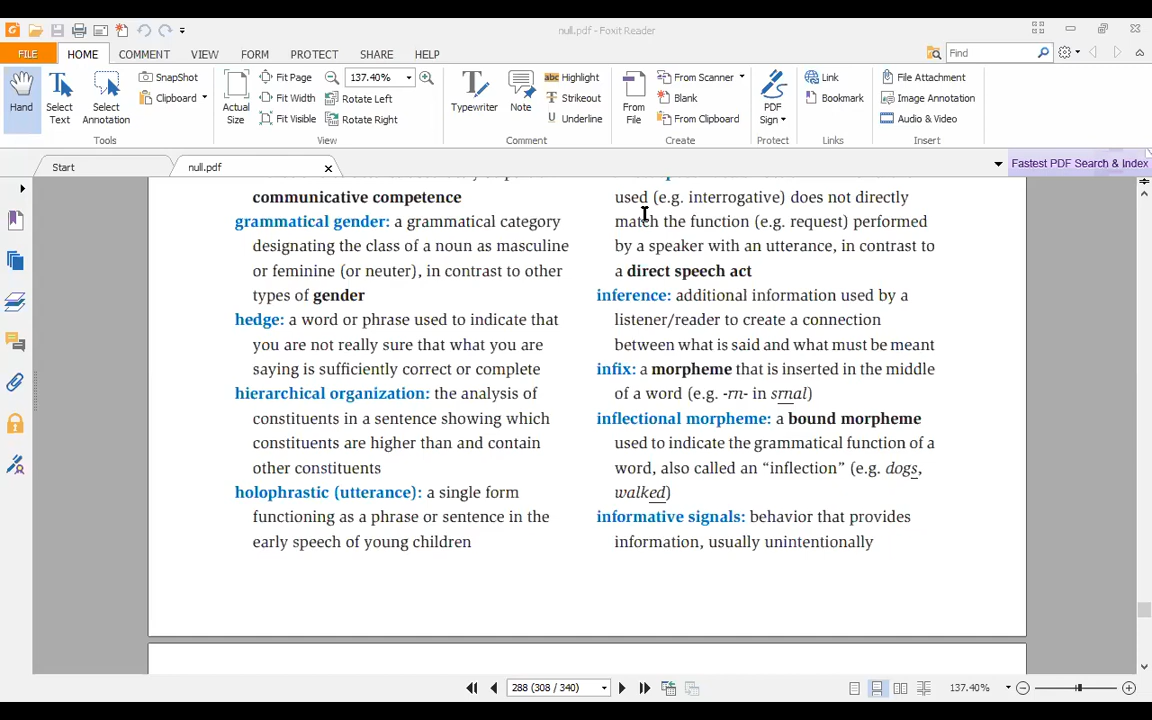 null.pdf - Foxit Reader
FILE HOME COMMENT VIEW FORM PROTECT SHARE HELP
Find
Hand
Select Text
Select Annotation
SnapShot
Clipboard
Tools
Actual Size
Fit Page
Fit Width
Fit Visible
137.40%
Rotate Left
Rotate Right
View
Typewriter
Note
Highlight
Strikeout
Underline
Comment
From File
From Scanner
Blank
From Clipboard
Create
PDF Sign
Protect
Link
Bookmark
Links
File Attachment
Image Annotation
Audio & Video
Insert
Start
null.pdf
Fastest PDF Search & Index
communicative competence
grammatical gender: a grammatical category
designating the class of a noun as masculine
or feminine (or neuter), in contrast to other
types of gender
hedge: a word or phrase used to indicate that
you are not really sure that what you are
saying is sufficiently correct or complete
hierarchical organization: the analysis of
constituents in a sentence showing which
constituents are higher than and contain
other constituents
holophrastic (utterance): a single form
functioning as a phrase or sentence in the
early speech of young children
used (e.g. interrogative) does not directly
match the function (e.g. request) performed
by a speaker with an utterance, in contrast to
a direct speech act
inference: additional information used by a
listener/reader to create a connection
between what is said and what must be meant
infix: a morpheme that is inserted in the middle
of a word (e.g. -rn- in srnal)
inflectional morpheme: a bound morpheme
used to indicate the grammatical function of a
word, also called an “inflection” (e.g. dogs,
walked)
informative signals: behavior that provides
information, usually unintentionally
288 (308 / 340)
137.40%